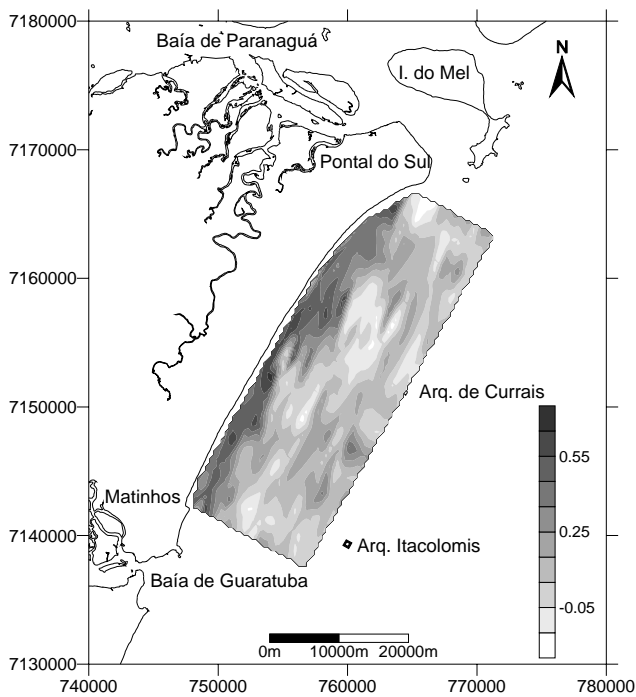 7180000
Baía de Paranaguá
N
I. do Mel
7170000
Pontal do Sul
7160000
Arq. de Currais
7150000
0.55
Matinhos
0.25
7140000
Arq. Itacolomis
Baía de Guaratuba
-0.05
0m 10000m 20000m
7130000
740000 750000 760000 770000 780000